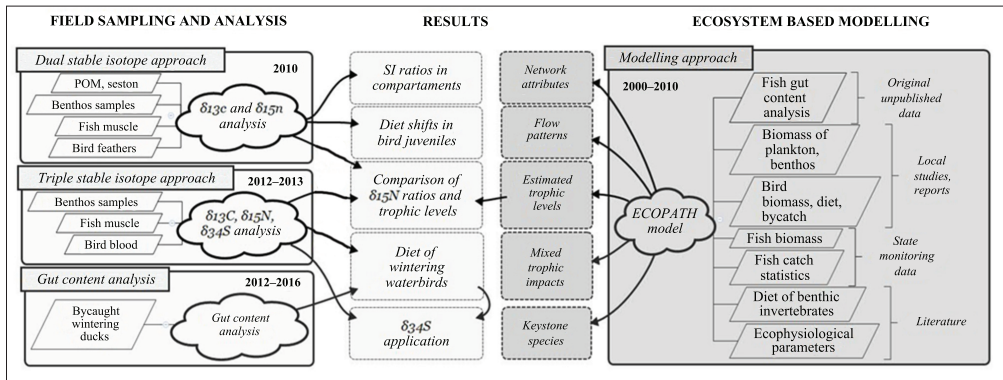 FIELD SAMPLING AND ANALYSIS
RESULTS
ECOSYSTEM BASED MODELLING
Dual stable isotope approach
2010
POM, seston
Benthos samples
Fish muscle
Bird feathers
δ13c and δ15n
analysis
Triple stable isotope approach
2012–2013
Benthos samples
Fish muscle
Bird blood
δ13C, δ15N,
δ34S analysis
Gut content analysis
2012–2016
Bycaught
wintering
ducks
Gut content
analysis
SI ratios in
compartaments
Diet shifts in
bird juveniles
Comparison of
δ15N ratios and
trophic levels
Diet of
wintering
waterbirds
δ34S
application
Network
attributes
Flow
patterns
Estimated
trophic
levels
Mixed
trophic
impacts
Keystone
species
Modelling approach
2000–2010
ECOPATH
model
Fish gut
content
analysis
Biomass of
plankton,
benthos
Bird
biomass, diet,
bycatch
Fish biomass
Fish catch
statistics
Diet of benthic
invertebrates
Ecophysiological
parameters
Original
unpublished
data
Local
studies,
reports
State
monitoring
data
Literature